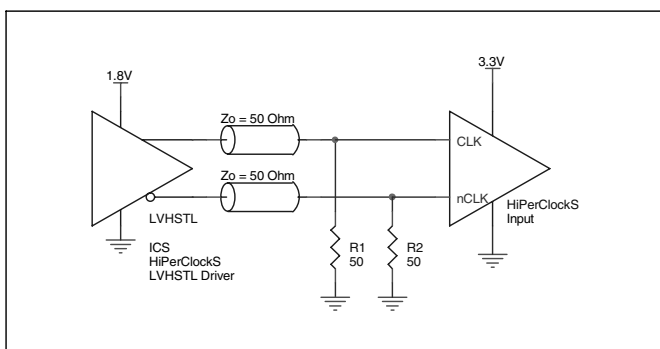 1.8V
3.3V
Zo = 50 Ohm
CLK
Zo = 50 Ohm
nCLK
HiPerClockS
Input
LVHSTL
ICS
HiPerClockS
LVHSTL Driver
R1
50
R2
50